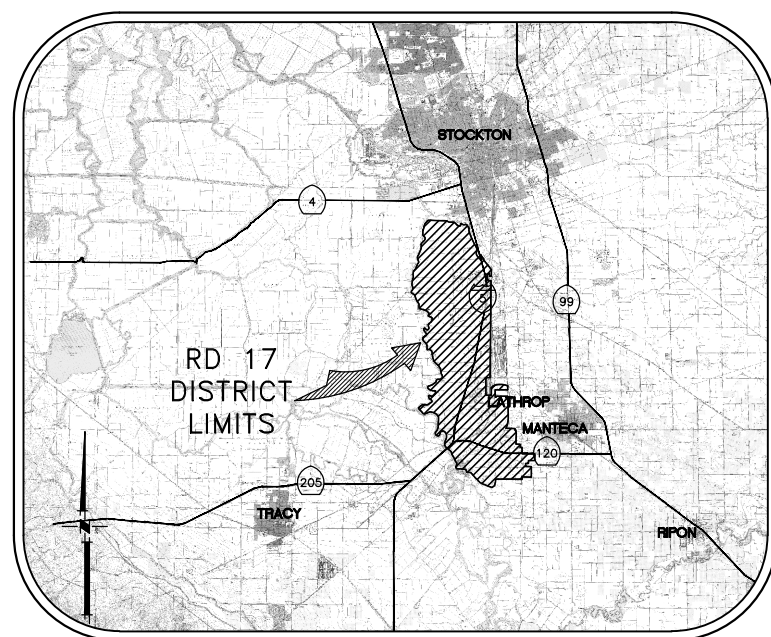 STOCKTON
4
5
99
RD 17
DISTRICT
LIMITS
LATHROP
MANTECA
120
205
TRACY
RIPON
N